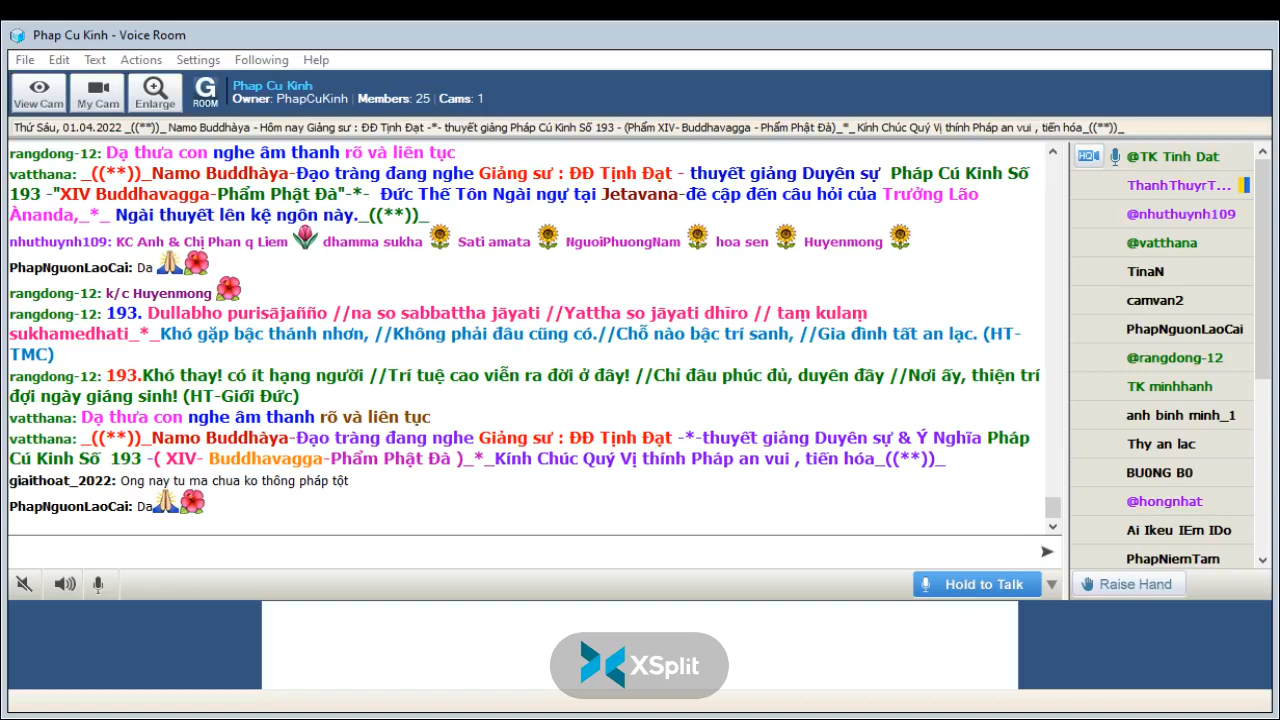 Phap Cu Kinh - Voice Room
File Edit Text Actions Settings Following Help
View Cam My Cam Enlarge G ROOM
Phap Cu Kinh
Owner: PhapCuKinh | Members: 25 | Cams: 1
Thứ Sáu, 01.04.2022 _((**))_ Namo Buddhàya - Hôm nay Giảng sư : ĐĐ Tịnh Đạt -*- thuyết giảng Pháp Cú Kinh Số 193 - (Phẩm XIV- Buddhavagga - Phẩm Phật Đà)_*_ Kính Chúc Quý Vị thính Pháp an vui , tiến hóa_((**))_
rangdong-12: Dạ thưa con nghe âm thanh rõ và liên tục
vatthana: _((**))_Namo Buddhàya-Đạo tràng đang nghe Giảng sư : ĐĐ Tịnh Đạt - thuyết giảng Duyên sự Pháp Cú Kinh Số
193 -"XIV Buddhavagga-Phẩm Phật Đà"-*- Đức Thế Tôn Ngài ngự tại Jetavana-đề cập đến câu hỏi của Trưởng Lão
Ànanda,_*_ Ngài thuyết lên kệ ngôn này._((**))_
nhuthuynh109: KC Anh & Chị Phan q Liem 🌷 dhamma sukha 🌻 Sati amata 🌻 NguoiPhuongNam 🌻 hoa sen 🌻 Huyenmong 🌻
PhapNguonLaoCai: Da 🙏🌺
rangdong-12: k/c Huyenmong 🌺
rangdong-12: 193. Dullabho purisājañño //na so sabbattha jāyati //Yattha so jāyati dhīro // taṃ kulaṃ
sukhamedhati_*_Khó gặp bậc thánh nhơn, //Không phải đâu cũng có.//Chỗ nào bậc trí sanh, //Gia đình tất an lạc. (HT-
TMC)
rangdong-12: 193.Khó thay! có ít hạng người //Trí tuệ cao viễn ra đời ở đây! //Chỉ đâu phúc đủ, duyên đầy //Nơi ấy, thiện trí
đợi ngày giáng sinh! (HT-Giới Đức)
vatthana: Dạ thưa con nghe âm thanh rõ và liên tục
vatthana: _((**))_Namo Buddhàya-Đạo tràng đang nghe Giảng sư : ĐĐ Tịnh Đạt -*-thuyết giảng Duyên sự & Ý Nghĩa Pháp
Cú Kinh Số 193 -( XIV- Buddhavagga-Phẩm Phật Đà )_*_Kính Chúc Quý Vị thính Pháp an vui , tiến hóa_((**))_
giaithoat_2022: Ong nay tu ma chua ko thông pháp tột
PhapNguonLaoCai: Da🙏🌺
Hold to Talk
HQ @TK Tinh Dat
ThanhThuyrT...
@nhuthuynh109
@vatthana
TinaN
camvan2
PhapNguonLaoCai
@rangdong-12
TK minhhanh
anh binh minh_1
Thy an lac
BU0NG B0
@hongnhat
Ai Ikeu IEm IDo
PhapNiemTam
Raise Hand
XSplit